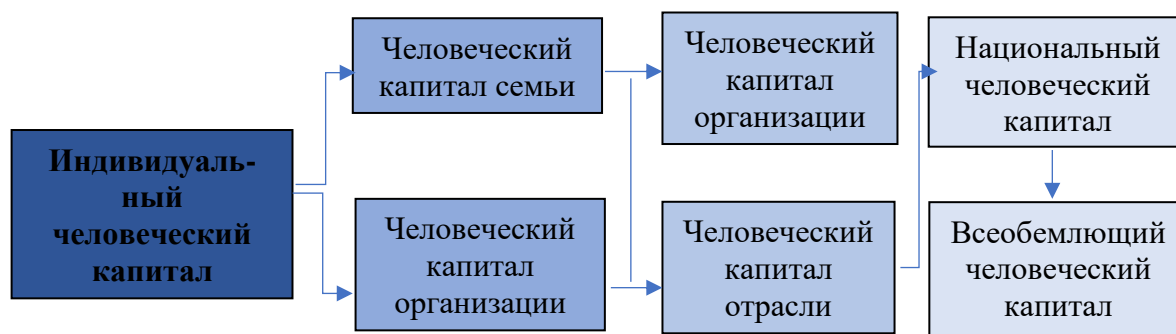 Индивидуаль-
ный
человеческий
капитал
Человеческий
капитал семьи
Человеческий
капитал
организации
Человеческий
капитал
организации
Человеческий
капитал
отрасли
Национальный
человеческий
капитал
Всеобемлющий
человеческий
капитал